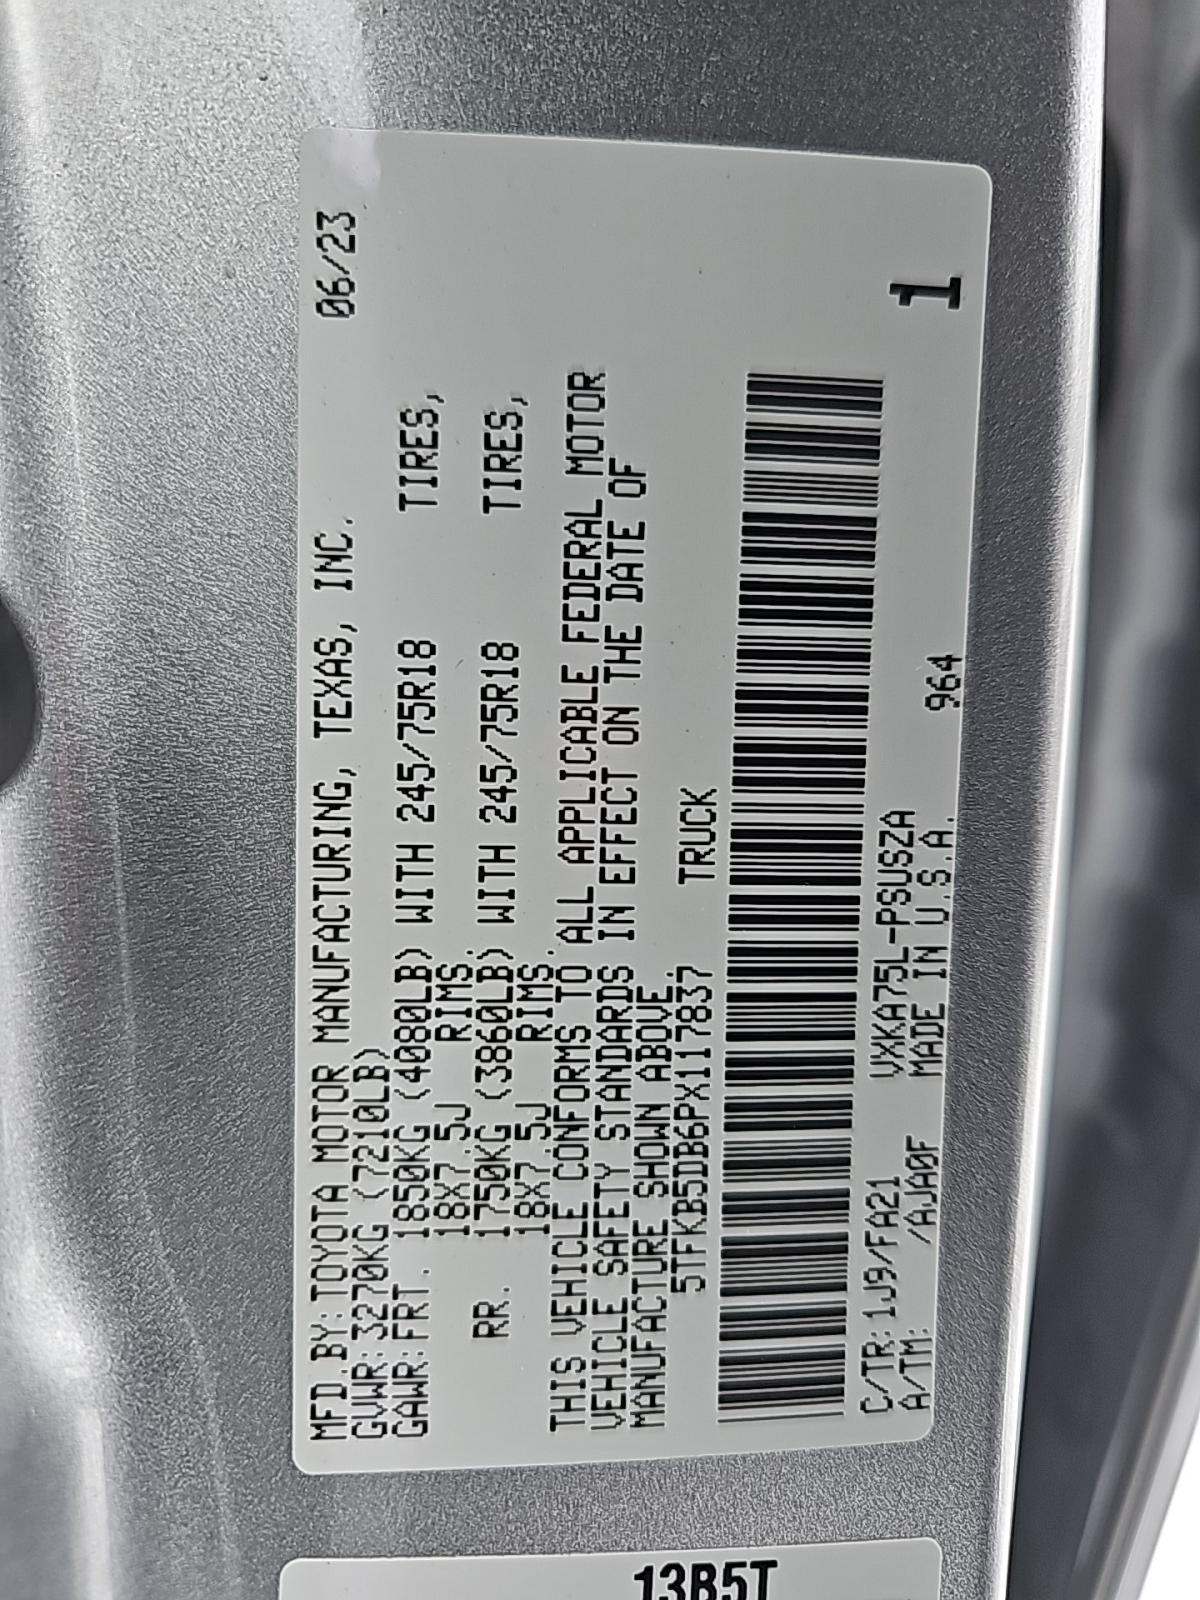 MFD.BY:TOYOTA MOTOR MANUFACTURING, TEXAS, INC. 06/23
GVWR:3270KG (7210LB)
GAWR:FRT. 1850KG (4080LB) WITH 245/75R18 TIRES,
18X7.5J RIMS.
RR. 1750KG (3860LB) WITH 245/75R18 TIRES,
18X7.5J RIMS.
THIS VEHICLE CONFORMS TO ALL APPLICABLE FEDERAL MOTOR
VEHICLE SAFETY STANDARDS IN EFFECT ON THE DATE OF
MANUFACTURE SHOWN ABOVE.
5TFKB5DB6PX117837 TRUCK
C/TR:1J9/FA21 VXKA75L-PSUSZA 1
A/TM: /AJA0F MADE IN U.S.A. 964
13B5T